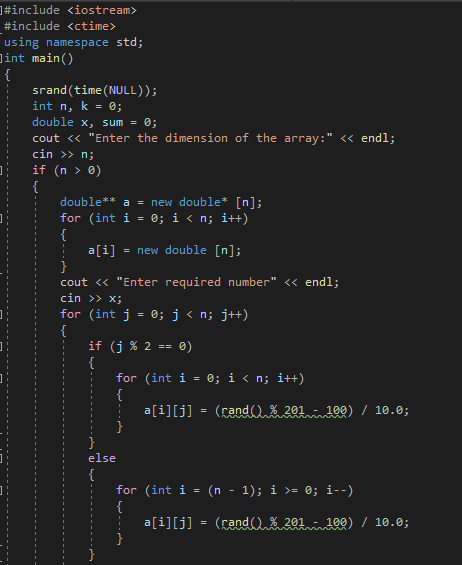 #include <iostream>
#include <ctime>
using namespace std;
int main()
{
    srand(time(NULL));
    int n, k = 0;
    double x, sum = 0;
    cout << "Enter the dimension of the array:" << endl;
    cin >> n;
    if (n > 0)
    {
        double** a = new double* [n];
        for (int i = 0; i < n; i++)
        {
            a[i] = new double [n];
        }
        cout << "Enter required number" << endl;
        cin >> x;
        for (int j = 0; j < n; j++)
        {
            if (j % 2 == 0)
            {
                for (int i = 0; i < n; i++)
                {
                    a[i][j] = (rand() % 201 - 100) / 10.0;
                }
            }
            else
            {
                for (int i = (n - 1); i >= 0; i--)
                {
                    a[i][j] = (rand() % 201 - 100) / 10.0;
                }
            }